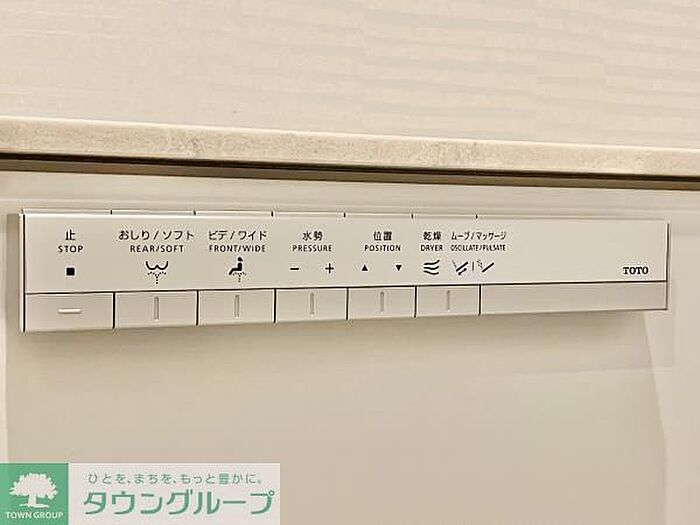 止
STOP
おしり/ソフト
REAR/SOFT
ビデ/ワイド
FRONT/WIDE
水勢
PRESSURE
- +
位置
POSITION
▲ ▼
乾燥
DRYER
ムーブ/マッサージ
OSCILLATE/PULSATE
TOTO
TOWN GROUP
ひとを、まちを、もっと豊かに。
タウングループ